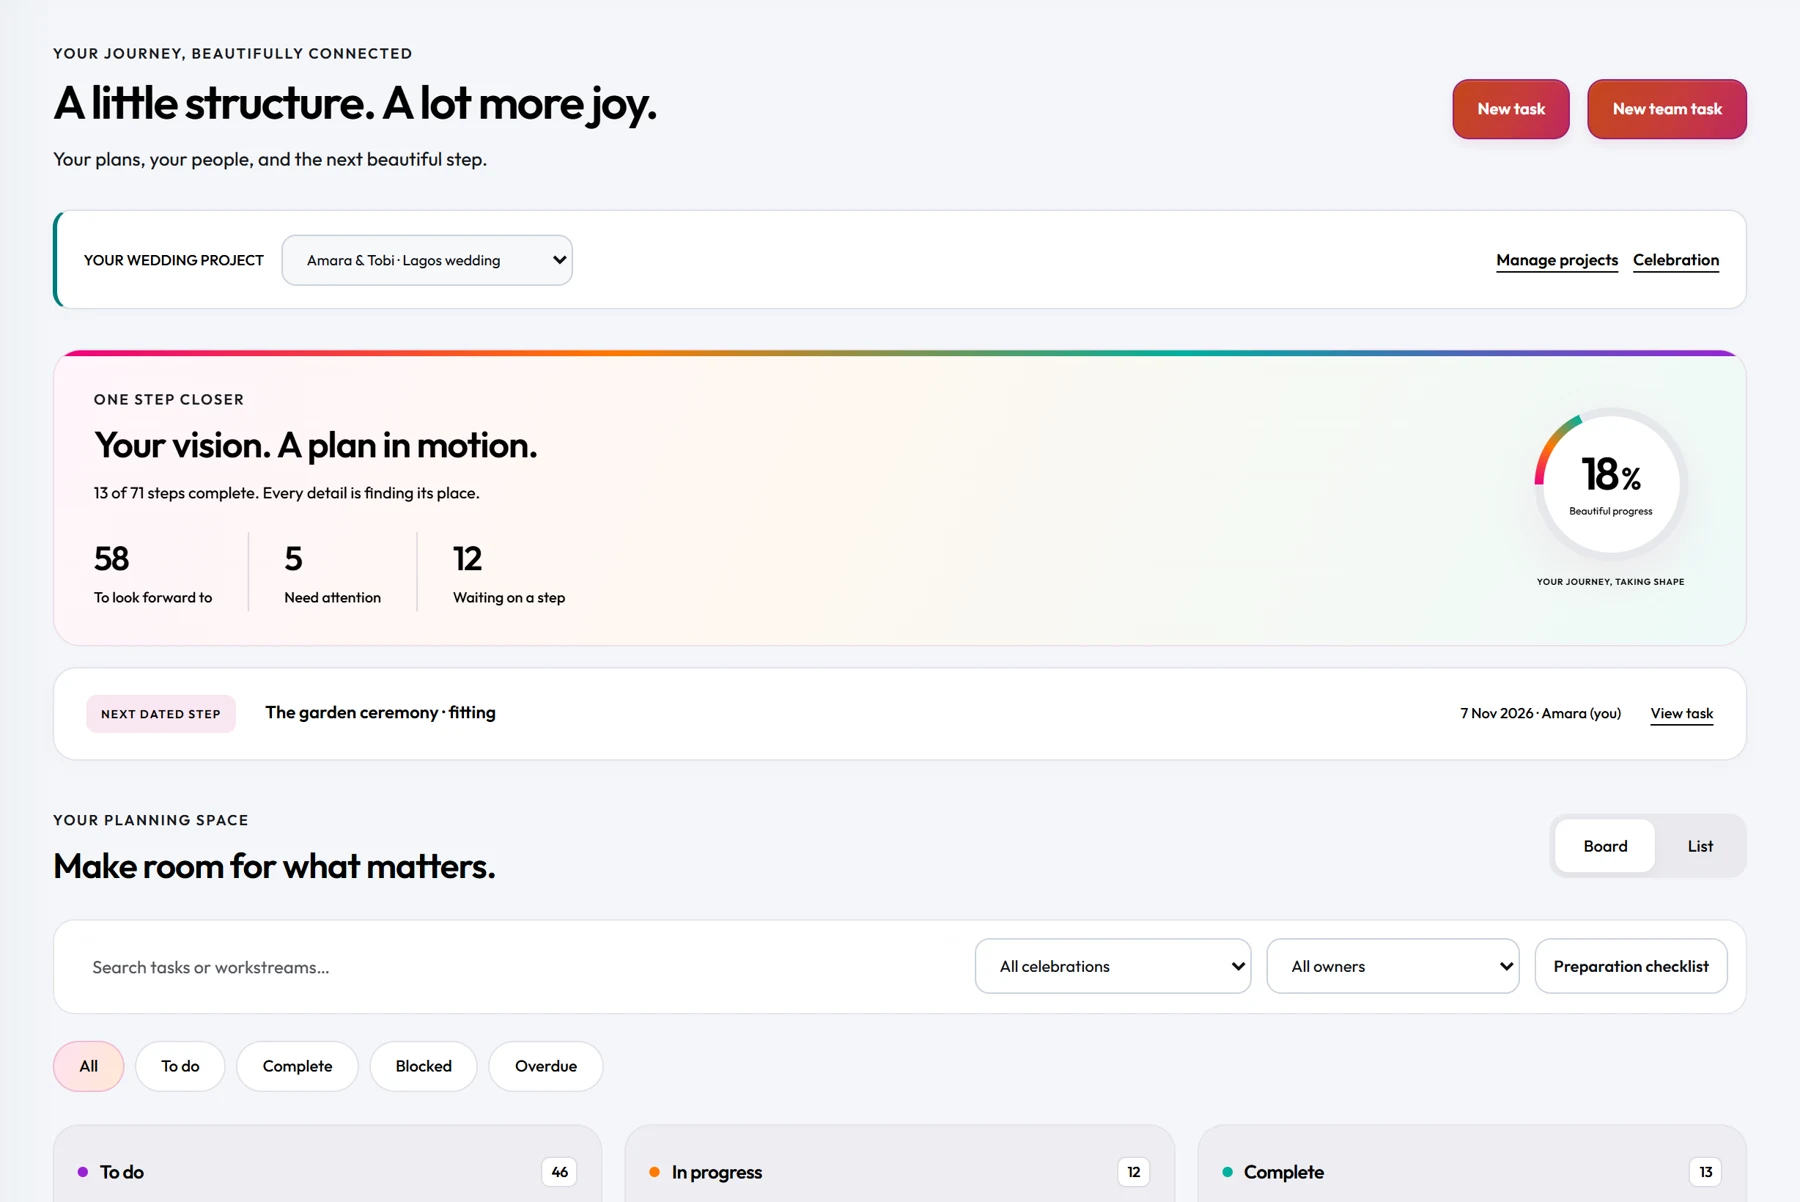 YOUR JOURNEY, BEAUTIFULLY CONNECTED
A little structure. A lot more joy.
Your plans, your people, and the next beautiful step.
New task
New team task
YOUR WEDDING PROJECT
Amara & Tobi · Lagos wedding
Manage projects
Celebration
ONE STEP CLOSER
Your vision. A plan in motion.
13 of 71 steps complete. Every detail is finding its place.
58
To look forward to
5
Need attention
12
Waiting on a step
18%
Beautiful progress
YOUR JOURNEY, TAKING SHAPE
NEXT DATED STEP
The garden ceremony · fitting
7 Nov 2026 · Amara (you)
View task
YOUR PLANNING SPACE
Make room for what matters.
Board
List
Search tasks or workstreams...
All celebrations
All owners
Preparation checklist
All
To do
Complete
Blocked
Overdue
To do
46
In progress
12
Complete
13